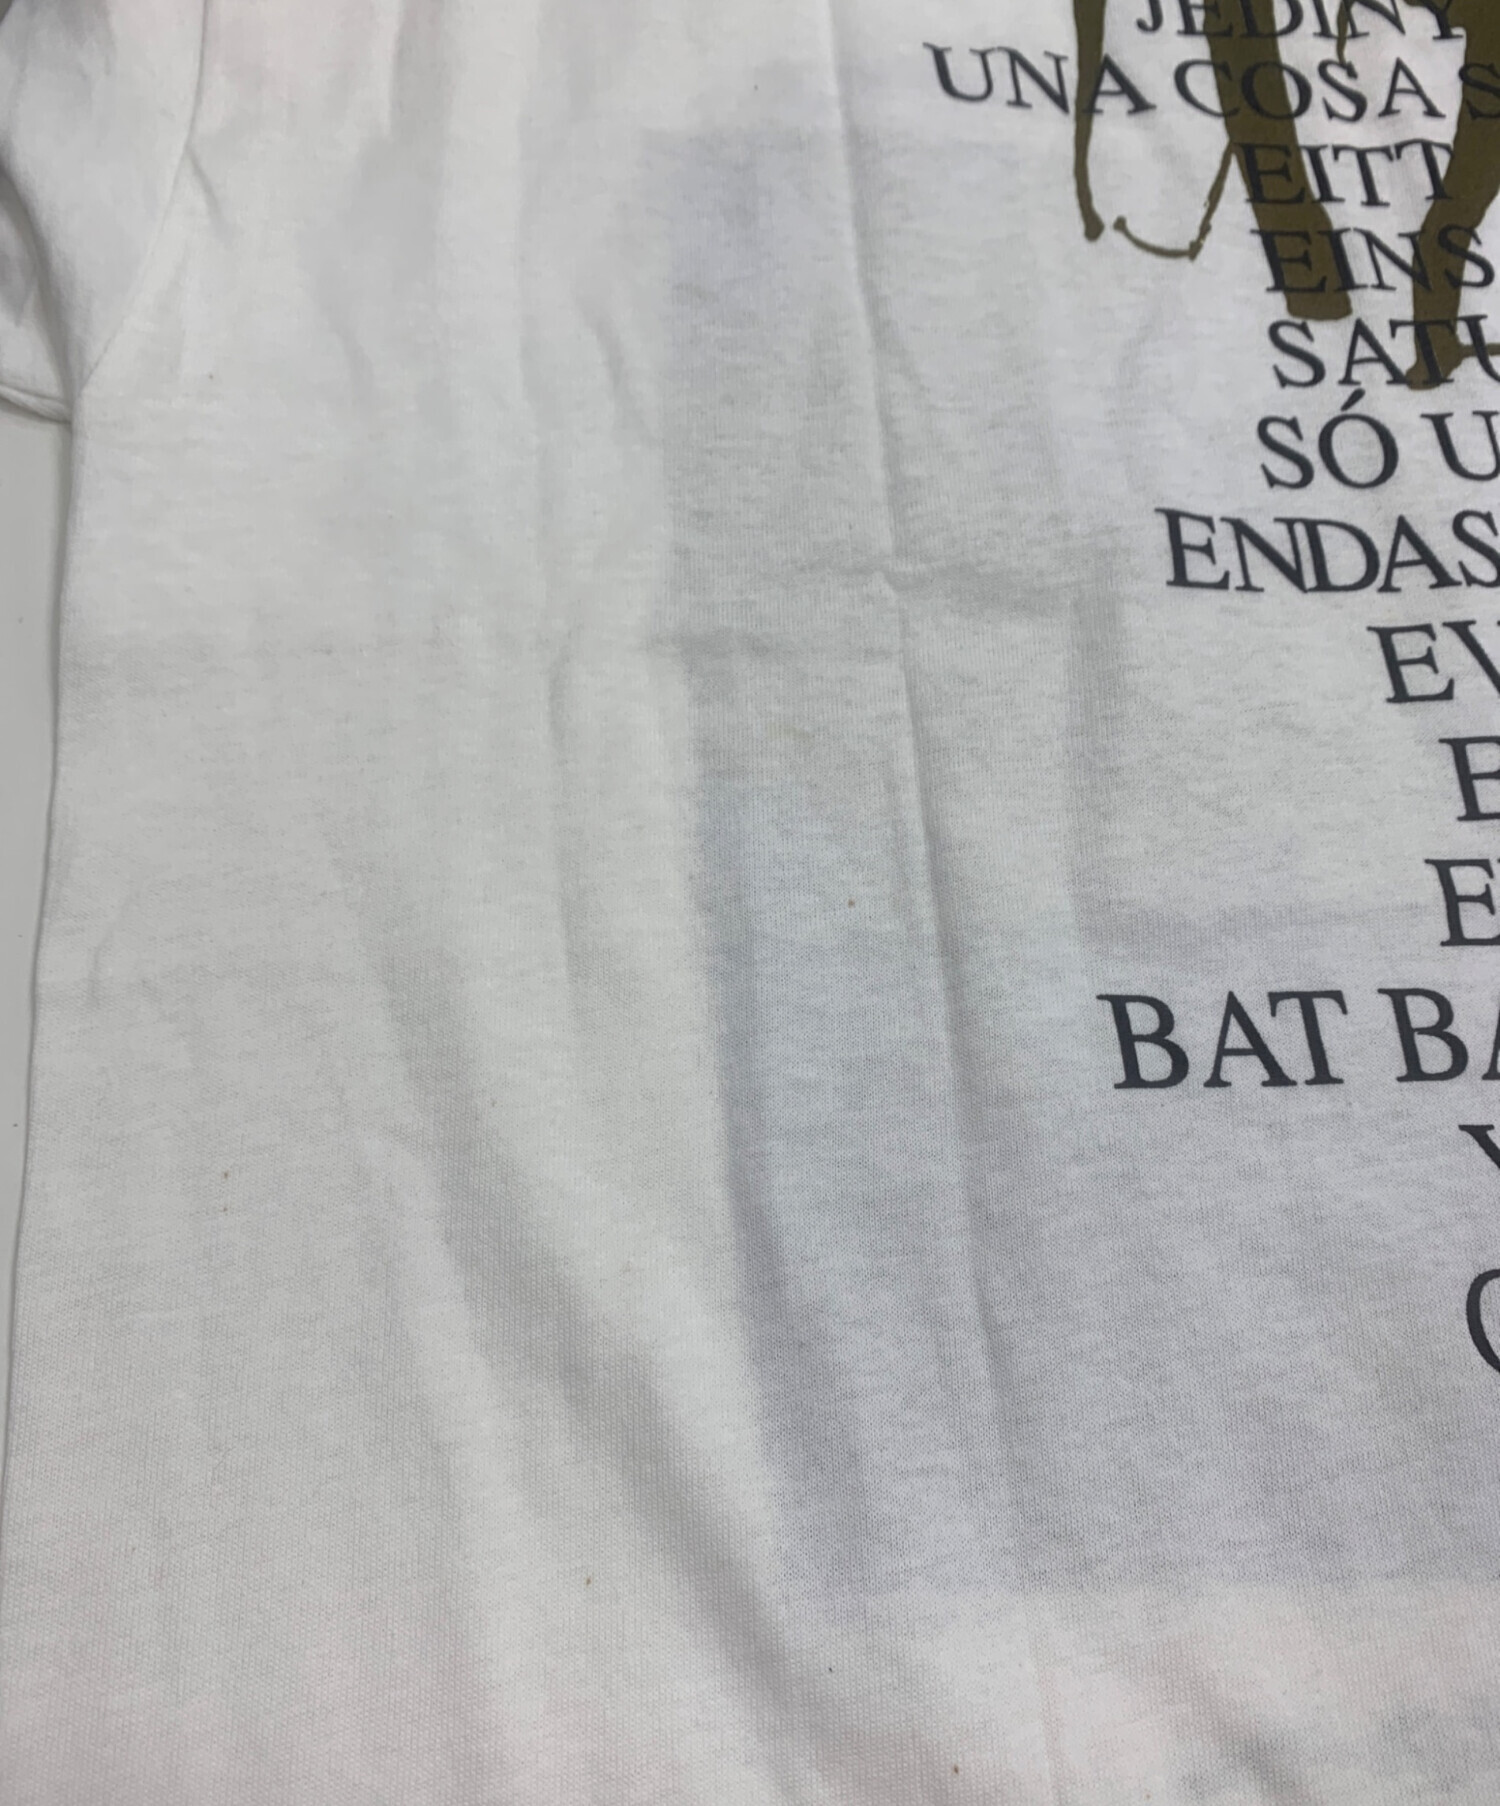 JEDINY
UNA COSA S
EITT
EINS
SATU
SÓ U
ENDAS
EV
E
BAT BA